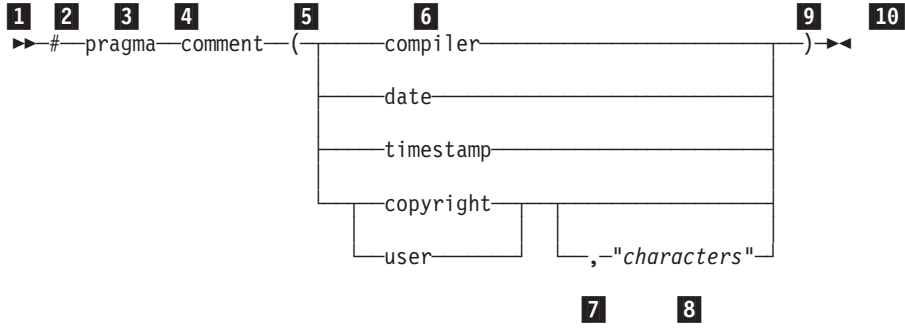 1 2 3 4 5 6 9 10
# pragma comment ( compiler )
date
timestamp
copyright
user , "characters"
7 8